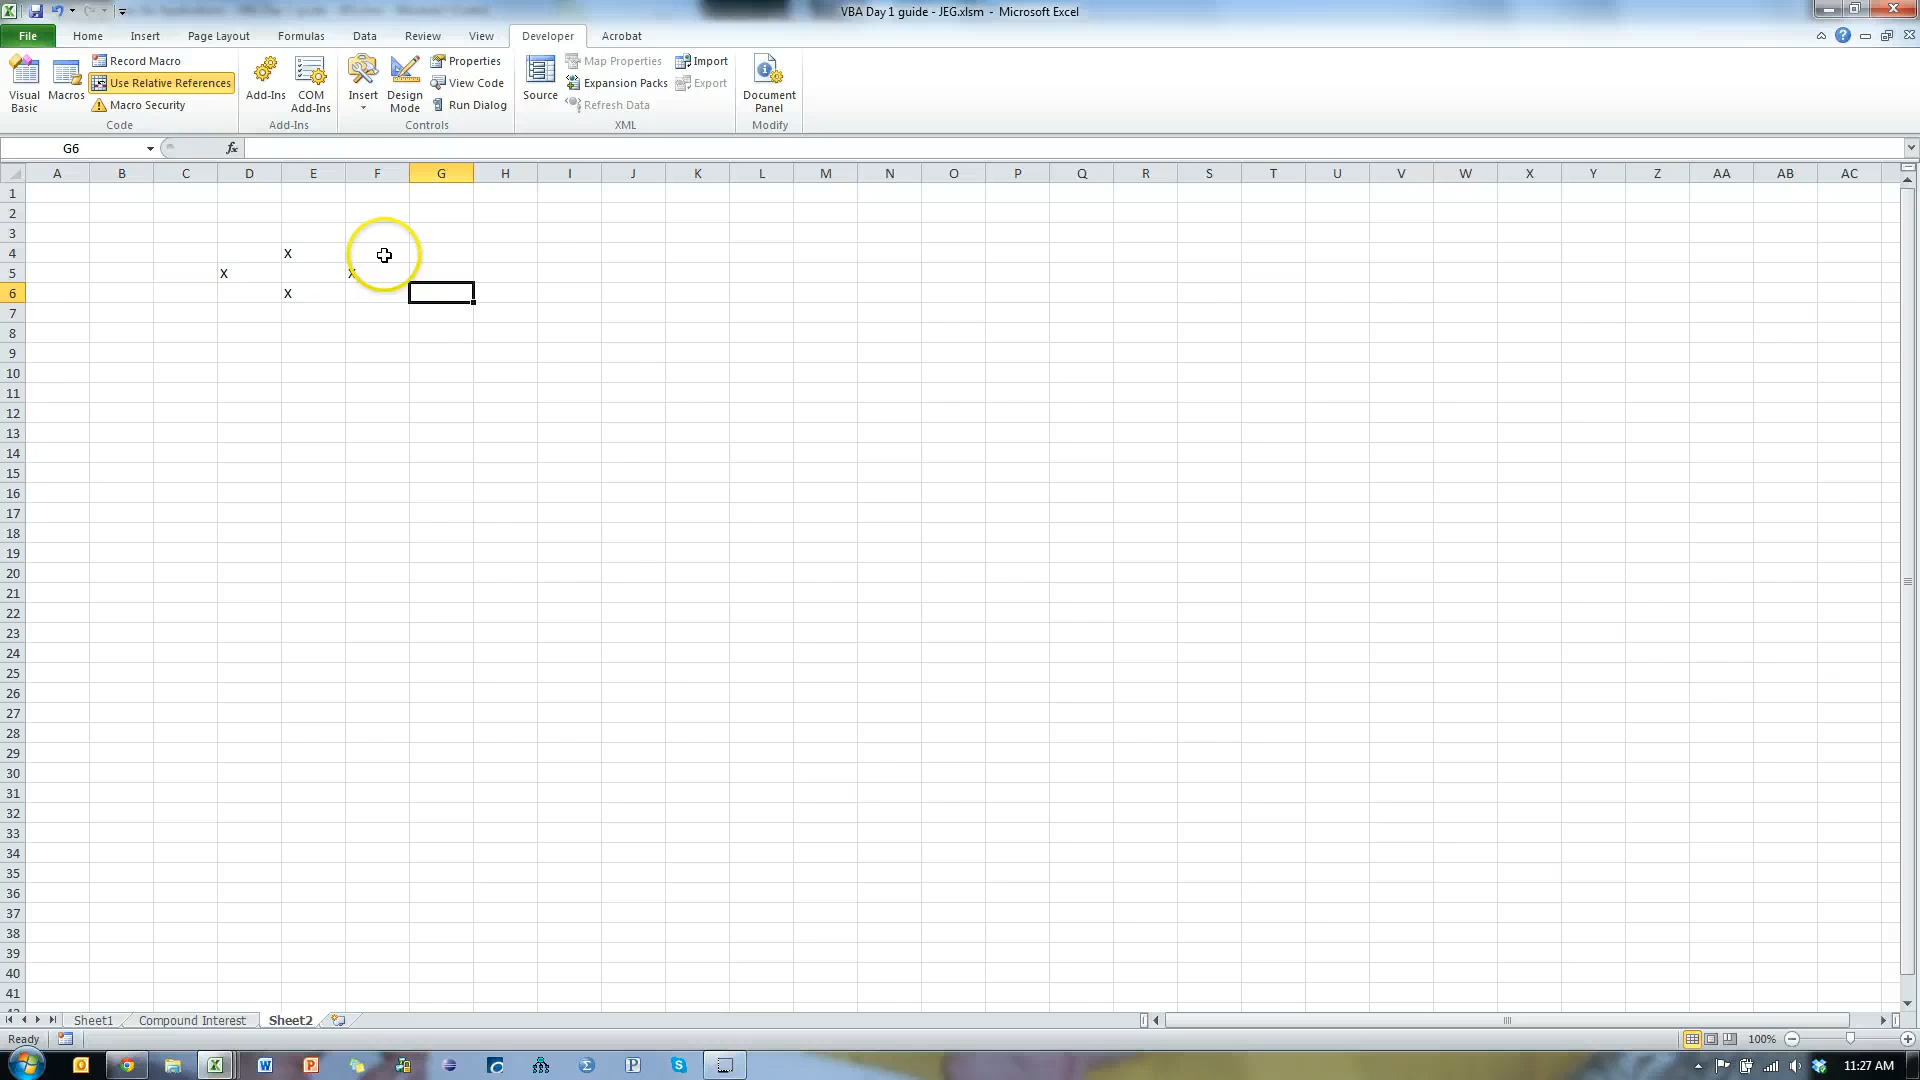 VBA Day 1 guide - JEG.xlsm - Microsoft Excel
File Home Insert Page Layout Formulas Data Review View Developer Acrobat
Visual Basic
Macros
Record Macro
Use Relative References
Macro Security
Code
Add-Ins
COM Add-Ins
Add-Ins
Insert
Design Mode
Properties
View Code
Run Dialog
Controls
Source
Map Properties
Expansion Packs
Refresh Data
Import
Export
XML
Document Panel
Modify
G6 fx
A B C D E F G H I J K L M N O P Q R S T U V W X Y Z AA AB AC
1
2
3
4 X
5 X X
6 X
7
8
9
10
11
12
13
14
15
16
17
18
19
20
21
22
23
24
25
26
27
28
29
30
31
32
33
34
35
36
37
38
39
40
41
Sheet1 Compound Interest Sheet2
Ready 100%
11:27 AM